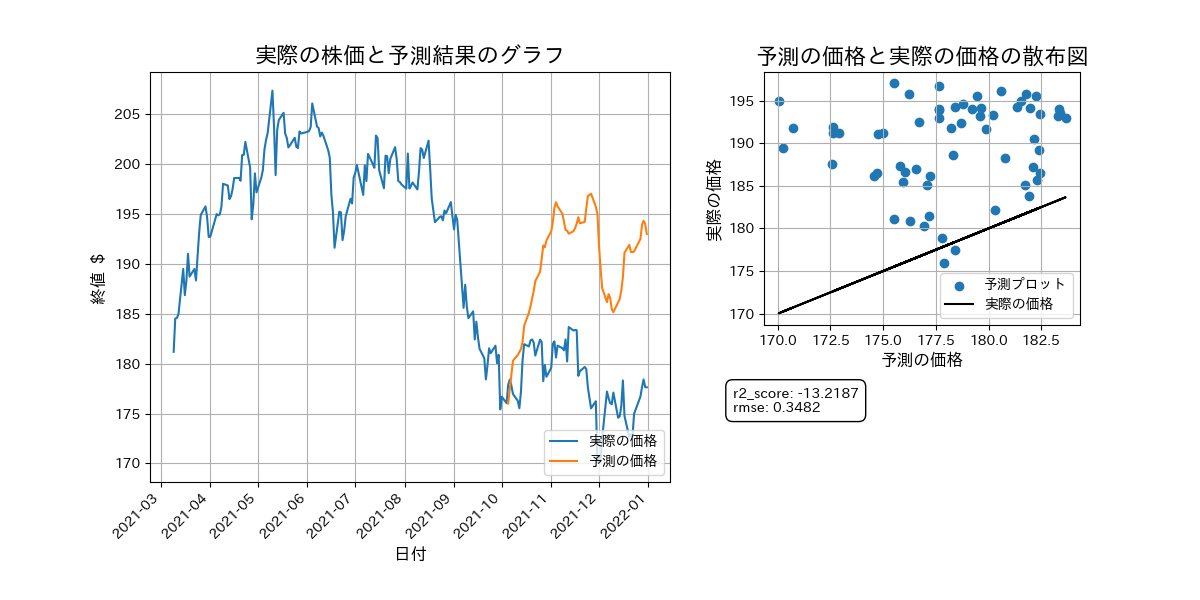 実際の株価と予測結果のグラフ
終値 $
205
200
195
190
185
180
175
170
2021-03
2021-04
2021-05
2021-06
2021-07
2021-08
2021-09
2021-10
2021-11
2021-12
2022-01
日付
実際の価格
予測の価格
予測の価格と実際の価格の散布図
実際の価格
195
190
185
180
175
170
170.0
172.5
175.0
177.5
180.0
182.5
予測の価格
予測プロット
実際の価格
r2_score: -13.2187
rmse: 0.3482